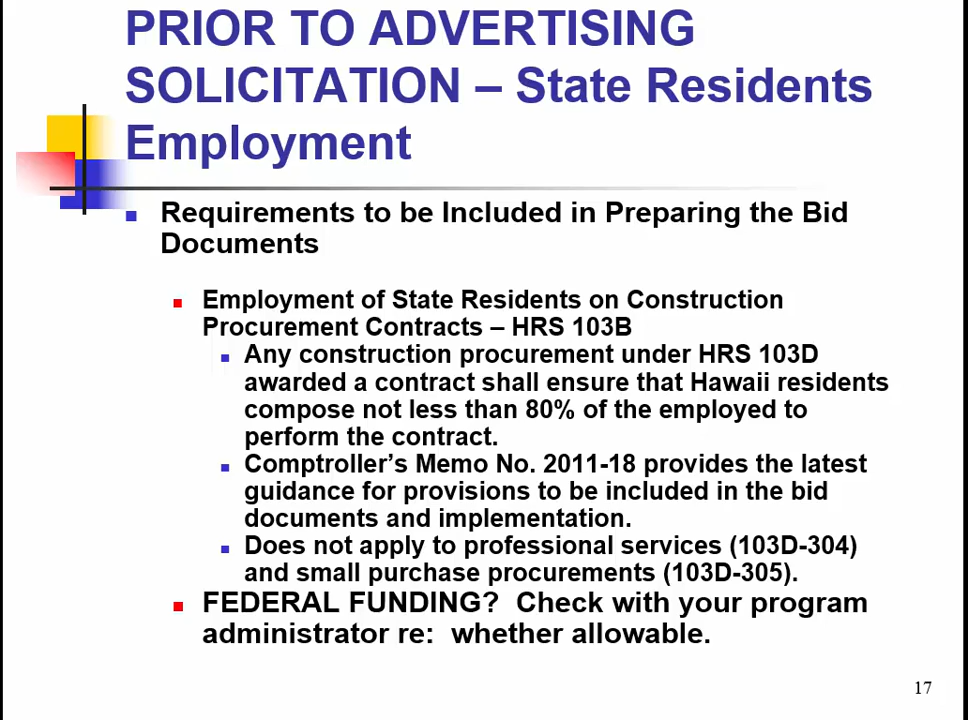 PRIOR TO ADVERTISING
SOLICITATION – State Residents
Employment
Requirements to be Included in Preparing the Bid
Documents
Employment of State Residents on Construction
Procurement Contracts – HRS 103B
Any construction procurement under HRS 103D
awarded a contract shall ensure that Hawaii residents
compose not less than 80% of the employed to
perform the contract.
Comptroller's Memo No. 2011-18 provides the latest
guidance for provisions to be included in the bid
documents and implementation.
Does not apply to professional services (103D-304)
and small purchase procurements (103D-305).
FEDERAL FUNDING? Check with your program
administrator re: whether allowable.
17